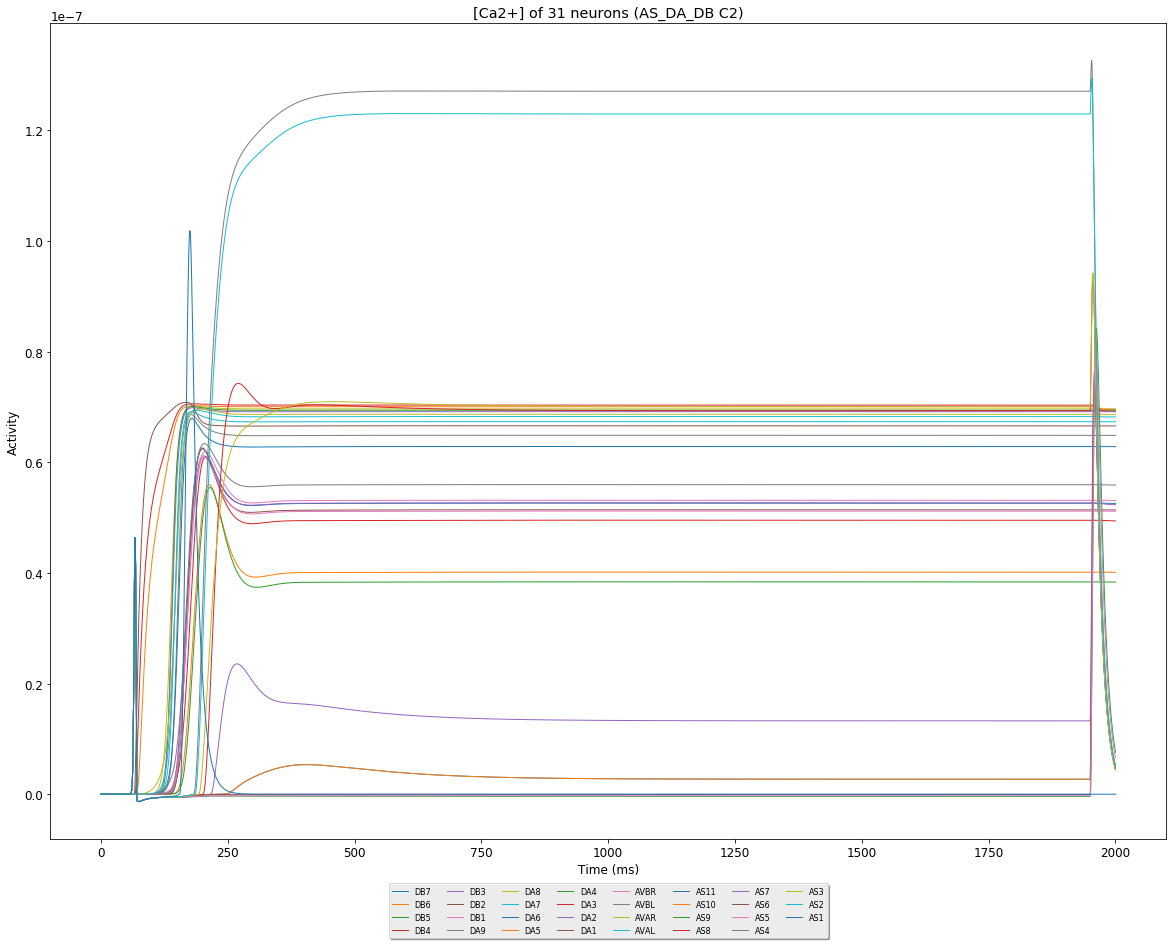 [Ca2+] of 31 neurons (AS_DA_DB C2)
1e−7
1.2
1.0
0.8
0.6
0.4
0.2
0.0
Activity
0 250 500 750 1000 1250 1500 1750 2000
Time (ms)
DB7 DB3 DA8 DA4 AVBR AS11 AS7 AS3
DB6 DB2 DA7 DA3 AVBL AS10 AS6 AS2
DB5 DB1 DA6 DA2 AVAR AS9 AS5 AS1
DB4 DA9 DA5 DA1 AVAL AS8 AS4